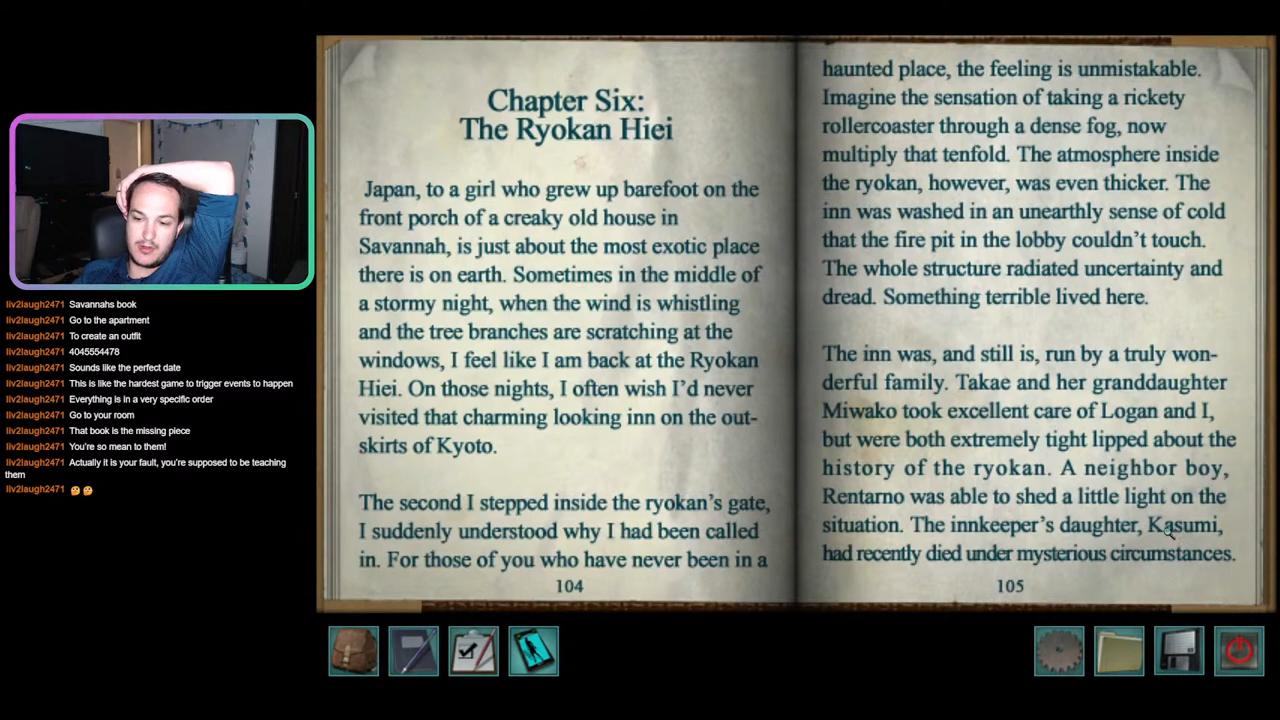 Chapter Six:
The Ryokan Hiei
Japan, to a girl who grew up barefoot on the
front porch of a creaky old house in
Savannah, is just about the most exotic place
there is on earth. Sometimes in the middle of
a stormy night, when the wind is whistling
and the tree branches are scratching at the
windows, I feel like I am back at the Ryokan
Hiei. On those nights, I often wish I'd never
visited that charming looking inn on the out-
skirts of Kyoto.
The second I stepped inside the ryokan's gate,
I suddenly understood why I had been called
in. For those of you who have never been in a
104
haunted place, the feeling is unmistakable.
Imagine the sensation of taking a rickety
rollercoaster through a dense fog, now
multiply that tenfold. The atmosphere inside
the ryokan, however, was even thicker. The
inn was washed in an unearthly sense of cold
that the fire pit in the lobby couldn't touch.
The whole structure radiated uncertainty and
dread. Something terrible lived here.
The inn was, and still is, run by a truly won-
derful family. Takae and her granddaughter
Miwako took excellent care of Logan and I,
but were both extremely tight lipped about the
history of the ryokan. A neighbor boy,
Rentarno was able to shed a little light on the
situation. The innkeeper's daughter, Kasumi,
had recently died under mysterious circumstances.
105
liv2laugh2471 Savannahs book
liv2laugh2471 Go to the apartment
liv2laugh2471 To create an outfit
liv2laugh2471 4045554478
liv2laugh2471 Sounds like the perfect date
liv2laugh2471 This is like the hardest game to trigger events to happen
liv2laugh2471 Everything is in a very specific order
liv2laugh2471 Go to your room
liv2laugh2471 That book is the missing piece
liv2laugh2471 You're so mean to them!
liv2laugh2471 Actually it is your fault, you're supposed to be teaching
them
liv2laugh2471